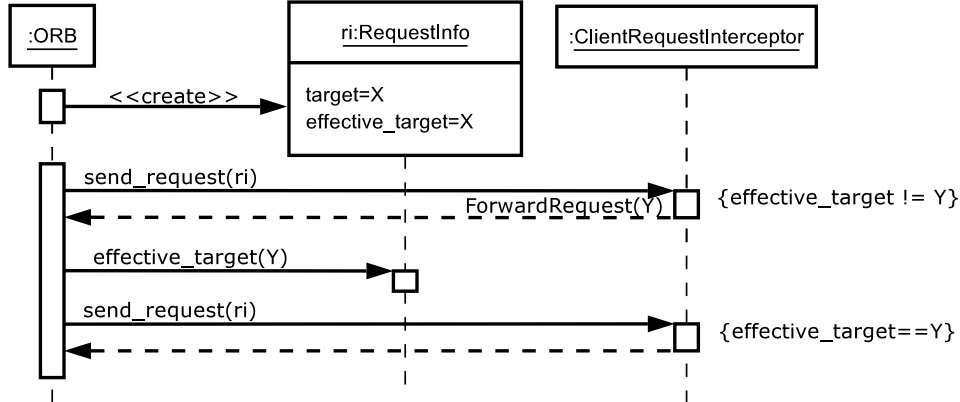 :ORB
ri:RequestInfo
:ClientRequestInterceptor
<<create>>
target=X
effective_target=X
send_request(ri)
{effective_target != Y}
ForwardRequest(Y)
effective_target(Y)
send_request(ri)
{effective_target==Y}